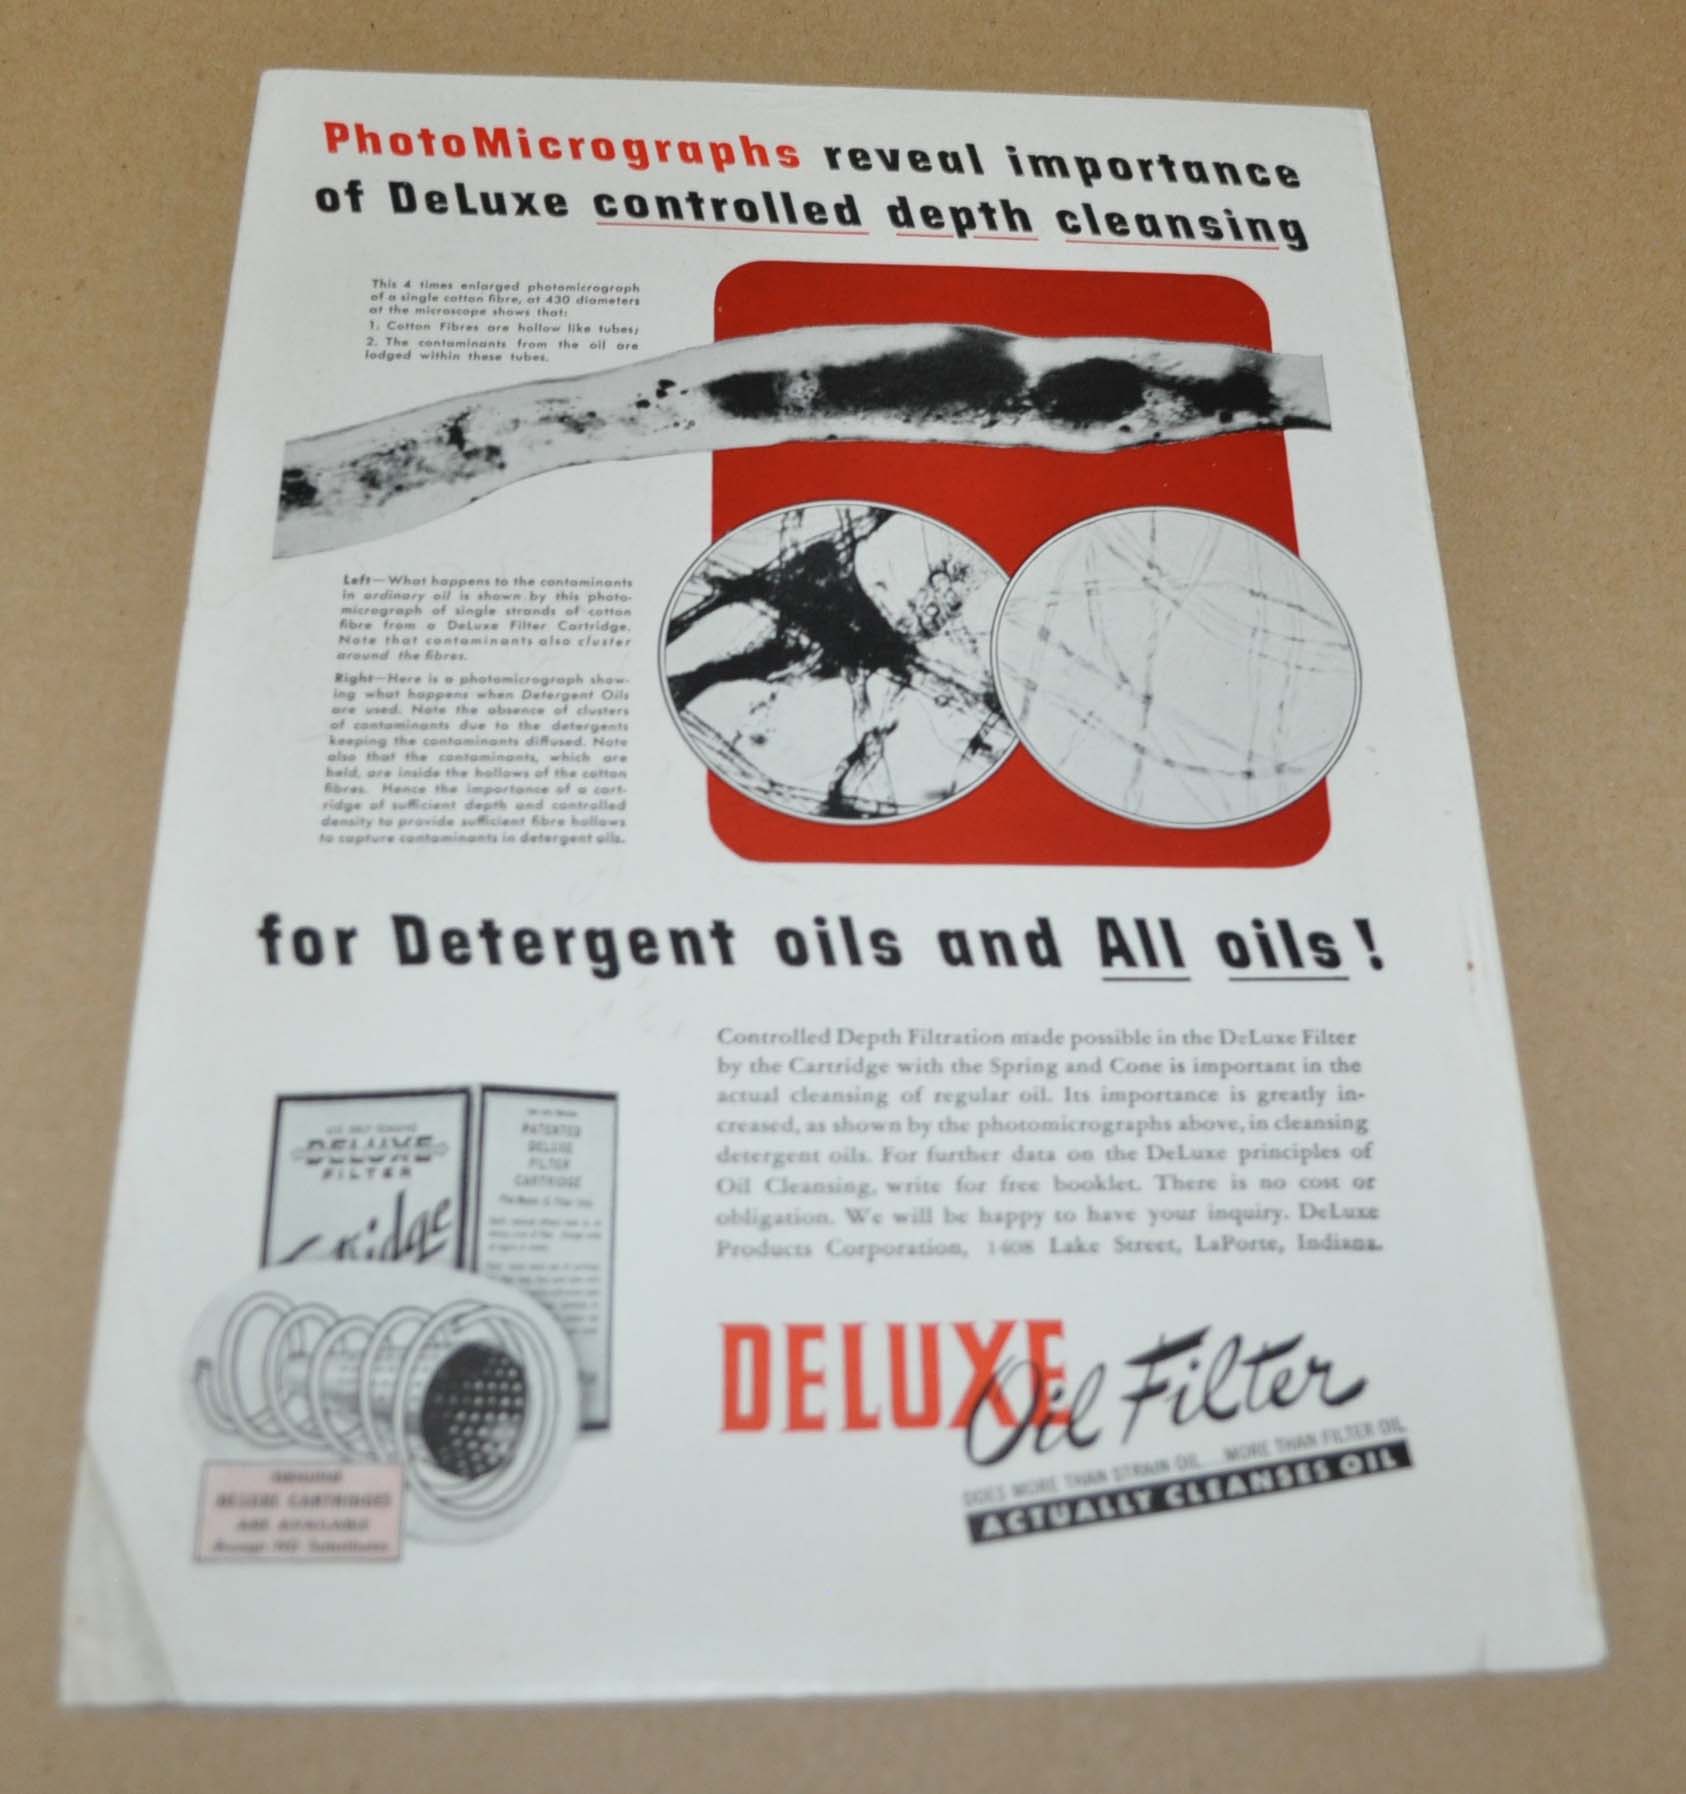 PhotoMicrographs reveal importance
of DeLuxe controlled depth cleansing
This 4 times enlarged photomicrograph
of a single cotton fibre, at 430 diameters
at the microscope shows that:
1. Cotton Fibres are hollow like tubes;
2. The contaminants from the oil are
lodged within these tubes.
Left—What happens to the contaminants
in ordinary oil is shown by this photo-
micrograph of single strands of cotton
fibre from a DeLuxe Filter Cartridge.
Note that contaminants also cluster
around the fibres.
Right—Here is a photomicrograph show-
ing what happens when Detergent Oils
are used. Note the absence of clusters
of contaminants due to the detergents
keeping the contaminants diffused. Note
also that the contaminants, which are
held, are inside the hollows of the cotton
fibres. Hence the importance of a cart-
ridge of sufficient depth and controlled
density to provide sufficient fibre hollows
to capture contaminants in detergent oils.
for Detergent oils and All oils!
Controlled Depth Filtration made possible in the DeLuxe Filter
by the Cartridge with the Spring and Cone is important in the
actual cleansing of regular oil. Its importance is greatly in-
creased, as shown by the photomicrographs above, in cleansing
detergent oils. For further data on the DeLuxe principles of
Oil Cleansing, write for free booklet. There is no cost or
obligation. We will be happy to have your inquiry. DeLuxe
Products Corporation, 1408 Lake Street, LaPorte, Indiana.
DELUXE
FILTER
PATENTED
DELUXE
FILTER
CARTRIDGE
Genuine
DELUXE CARTRIDGES
ARE AVAILABLE
Accept NO Substitutes
DELUXE Oil Filter
DOES MORE THAN STRAIN OIL...MORE THAN FILTER OIL
ACTUALLY CLEANSES OIL